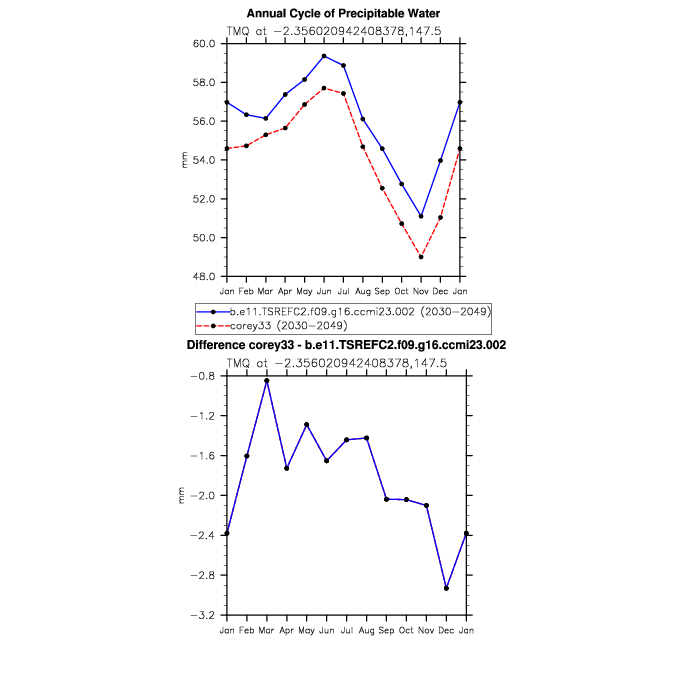 Annual Cycle of Precipitable Water
TMQ at −2.356020942408378,147.5
60.0
58.0
56.0
54.0
52.0
50.0
48.0
mm
Jan Feb Mar Apr May Jun Jul Aug Sep Oct Nov Dec Jan
b.e11.TSREFC2.f09.g16.ccmi23.002 (2030−2049)
corey33 (2030−2049)
Difference corey33 - b.e11.TSREFC2.f09.g16.ccmi23.002
TMQ at −2.356020942408378,147.5
−0.8
−1.2
−1.6
−2.0
−2.4
−2.8
−3.2
mm
Jan Feb Mar Apr May Jun Jul Aug Sep Oct Nov Dec Jan